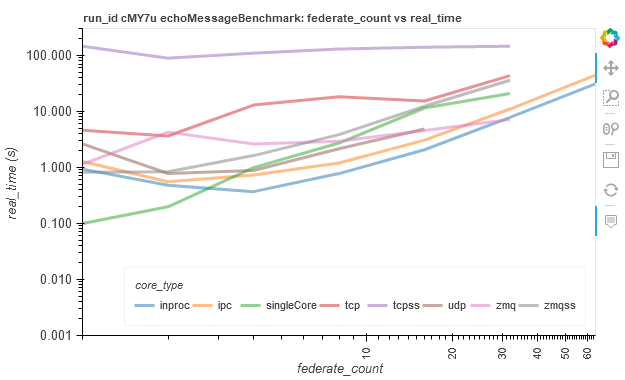 run_id cMY7u echoMessageBenchmark: federate_count vs real_time
100.000
10.000
1.000
0.100
0.010
0.001
real_time (s)
core_type
inproc ipc singleCore tcp tcpss udp zmq zmqss
10 20 30 40 50 60
federate_count